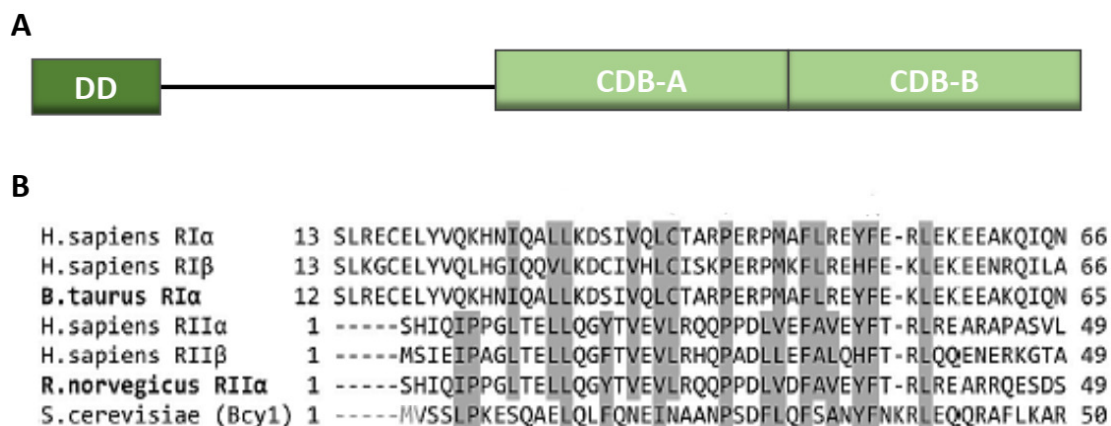 A
DD CDB-A CDB-B
B
H.sapiens RIα 13 SLRECELYVQKHNIQALLKDSIVQLCTARPERPMAFLREYFE-RLEKEEAKQIQN 66
H.sapiens RIβ 13 SLKGCELYVQLHGIQQVLKDCIVHLCISKPERPMKFLREHFE-KLEKEENRQILA 66
B.taurus RIα 12 SLRECELYVQKHNIQALLKDSIVQLCTARPERPMAFLREYFE-KLEKEEAKQIQN 65
H.sapiens RIIα 1 -----SHIQIPPGLTELLQGYTVEVLRQQPPDLVEFAVEYFT-RLREARAPASVL 49
H.sapiens RIIβ 1 -----MSIEIPAGLTELLQGFTVEVLRHQPADLLEFALQHFT-RLQQENERKGTA 49
R.norvegicus RIIα 1 -----SHIQIPPGLTELLQGYTVEVLRQQPPDLVDFAVEYFT-RLREARRQESDS 49
S.cerevisiae (Bcy1) 1 -----MVSSLPKESQAELQLFQNEINAANPSDFLQFSANYFNKRLEQQRAFLKAR 50